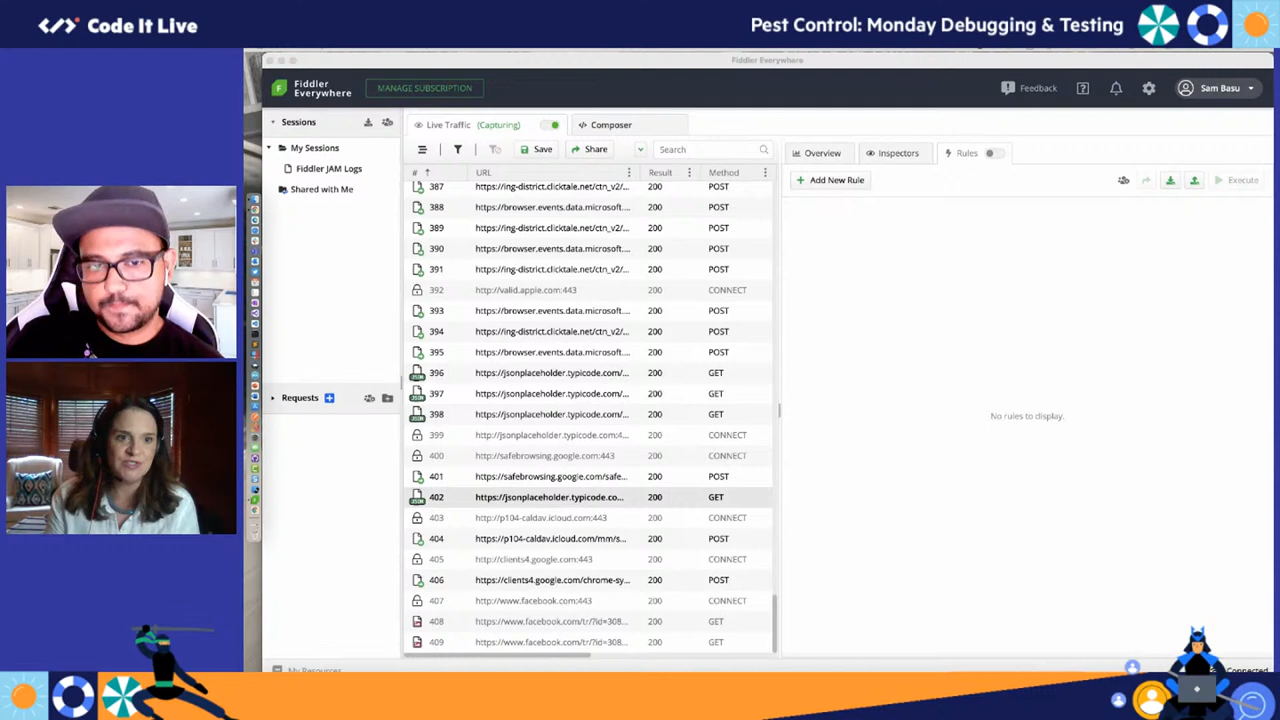 Code It Live
Pest Control: Monday Debugging & Testing
Fiddler Everywhere
Fiddler
Everywhere
MANAGE SUBSCRIPTION
Feedback
Sam Basu
Sessions
My Sessions
Fiddler JAM Logs
Shared with Me
Requests
Live Traffic (Capturing)
Composer
Save
Share
Search
Overview
Inspectors
Rules
Add New Rule
Execute
No rules to display.
# URL Result Method
387 https://ing-district.clicktale.net/ctn_v2/... 200 POST
388 https://browser.events.data.microsoft.... 200 POST
389 https://ing-district.clicktale.net/ctn_v2/... 200 POST
390 https://browser.events.data.microsoft.... 200 POST
391 https://ing-district.clicktale.net/ctn_v2/... 200 POST
392 http://valid.apple.com:443 200 CONNECT
393 https://browser.events.data.microsoft.... 200 POST
394 https://ing-district.clicktale.net/ctn_v2/... 200 POST
395 https://browser.events.data.microsoft.... 200 POST
396 https://jsonplaceholder.typicode.com/... 200 GET
397 https://jsonplaceholder.typicode.com/... 200 GET
398 https://jsonplaceholder.typicode.com/... 200 GET
399 http://jsonplaceholder.typicode.com:4... 200 CONNECT
400 http://safebrowsing.google.com:443 200 CONNECT
401 https://safebrowsing.google.com/safe... 200 POST
402 https://jsonplaceholder.typicode.co... 200 GET
403 http://p104-caldav.icloud.com:443 200 CONNECT
404 https://p104-caldav.icloud.com/mm/s... 200 POST
405 http://clients4.google.com:443 200 CONNECT
406 https://clients4.google.com/chrome-sy... 200 POST
407 http://www.facebook.com:443 200 CONNECT
408 https://www.facebook.com/tr/?id=308... 200 GET
409 https://www.facebook.com/tr/?id=308... 200 GET